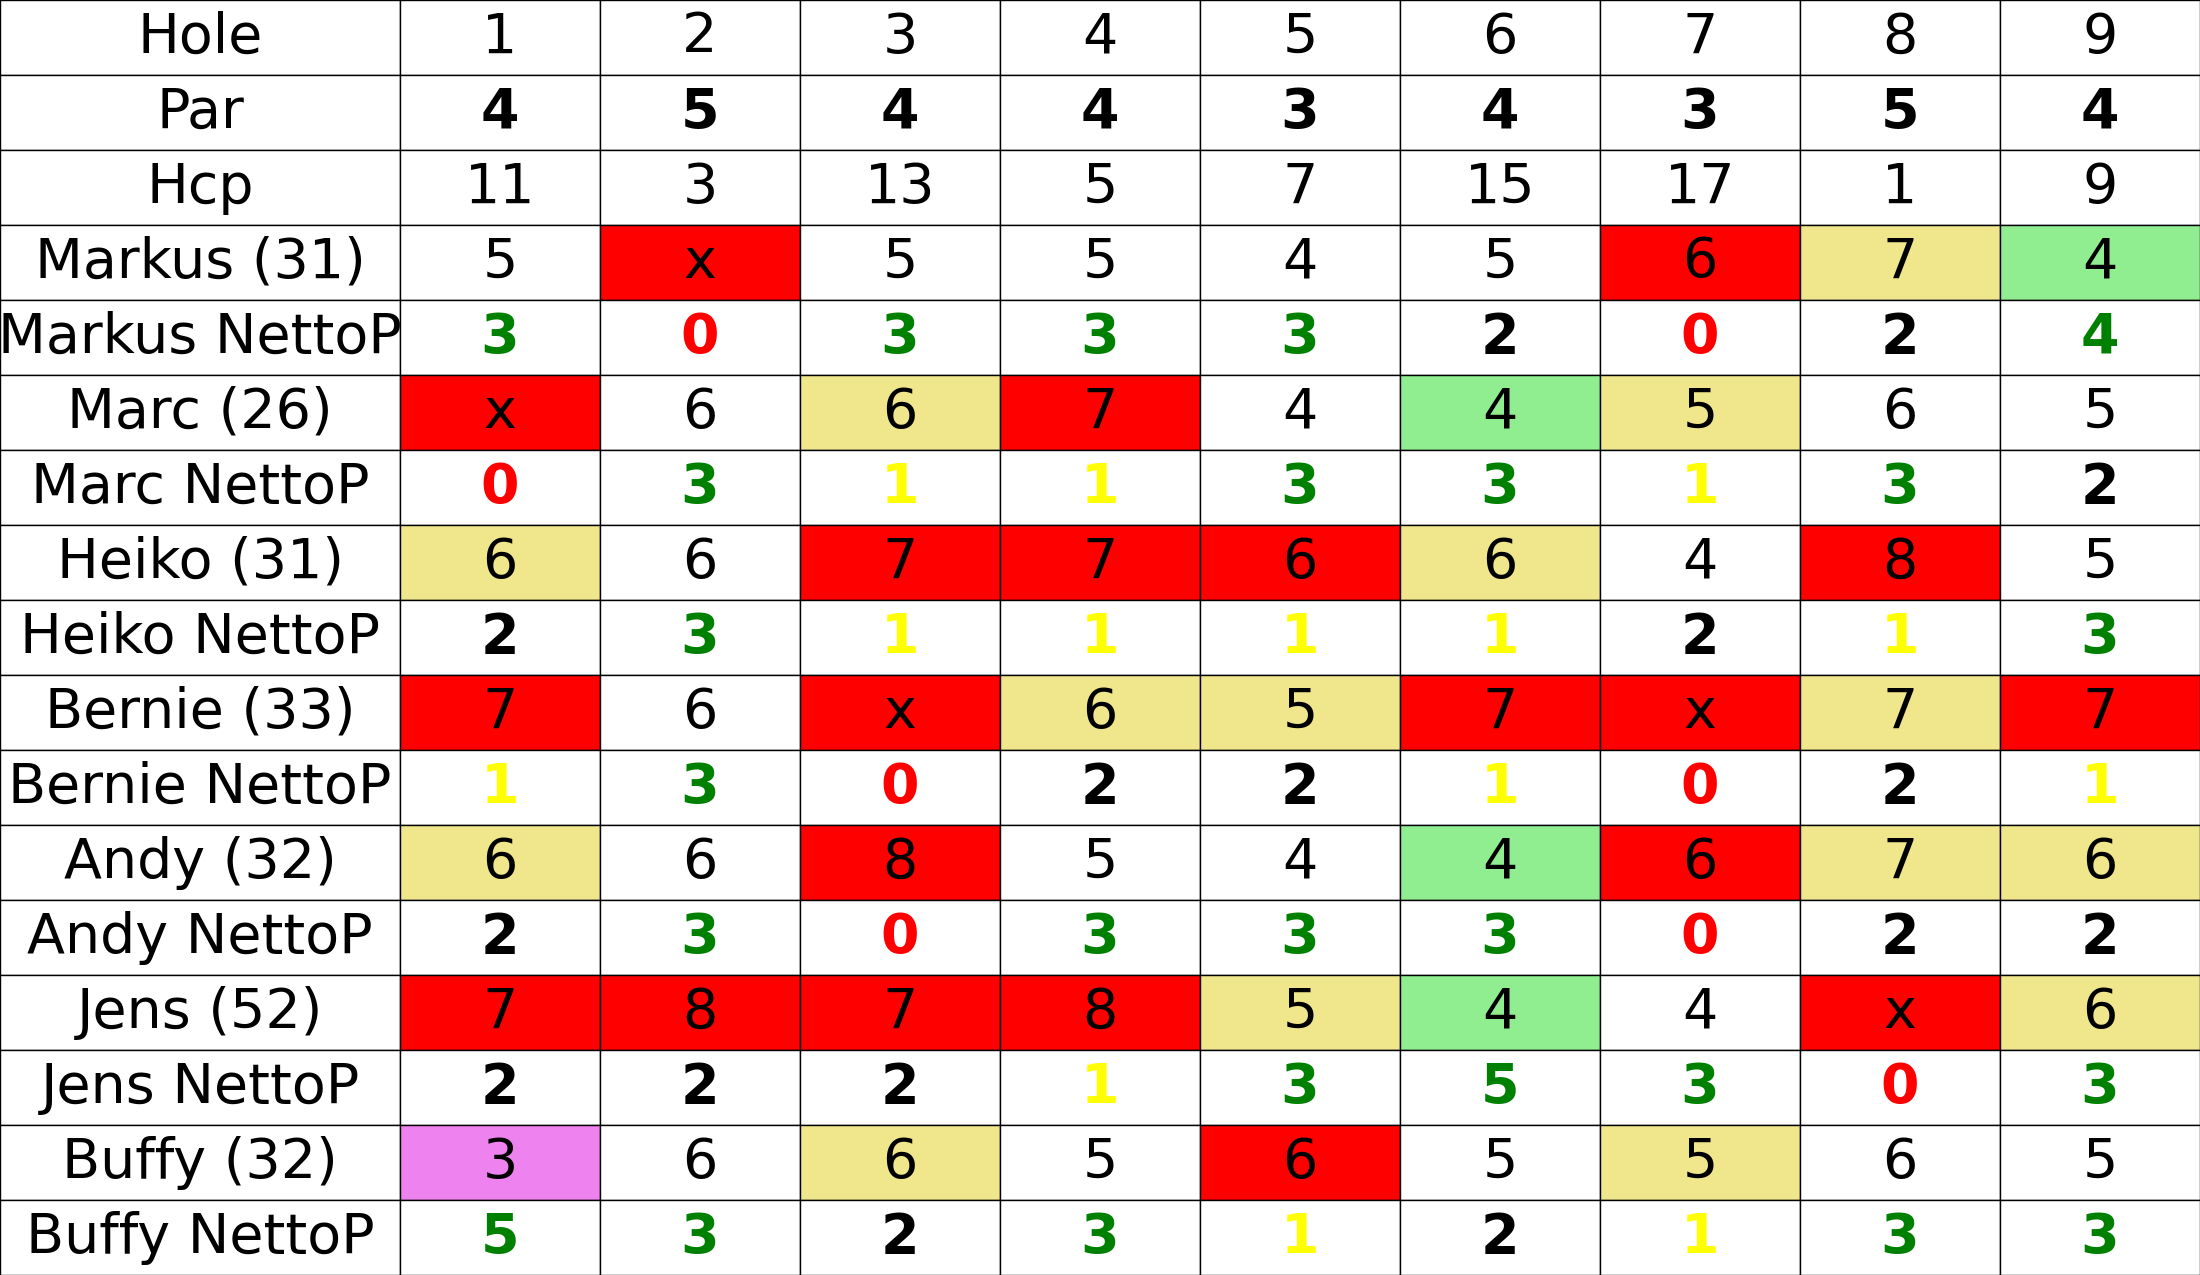 Hole 1 2 3 4 5 6 7 8 9
Par 4 5 4 4 3 4 3 5 4
Hcp 11 3 13 5 7 15 17 1 9
Markus (31) 5 x 5 5 4 5 6 7 4
Markus NettoP 3 0 3 3 3 2 0 2 4
Marc (26) x 6 6 7 4 4 5 6 5
Marc NettoP 0 3 1 1 3 3 1 3 2
Heiko (31) 6 6 7 7 6 6 4 8 5
Heiko NettoP 2 3 1 1 1 1 2 1 3
Bernie (33) 7 6 x 6 5 7 x 7 7
Bernie NettoP 1 3 0 2 2 1 0 2 1
Andy (32) 6 6 8 5 4 4 6 7 6
Andy NettoP 2 3 0 3 3 3 0 2 2
Jens (52) 7 8 7 8 5 4 4 x 6
Jens NettoP 2 2 2 1 3 5 3 0 3
Buffy (32) 3 6 6 5 6 5 5 6 5
Buffy NettoP 5 3 2 3 1 2 1 3 3